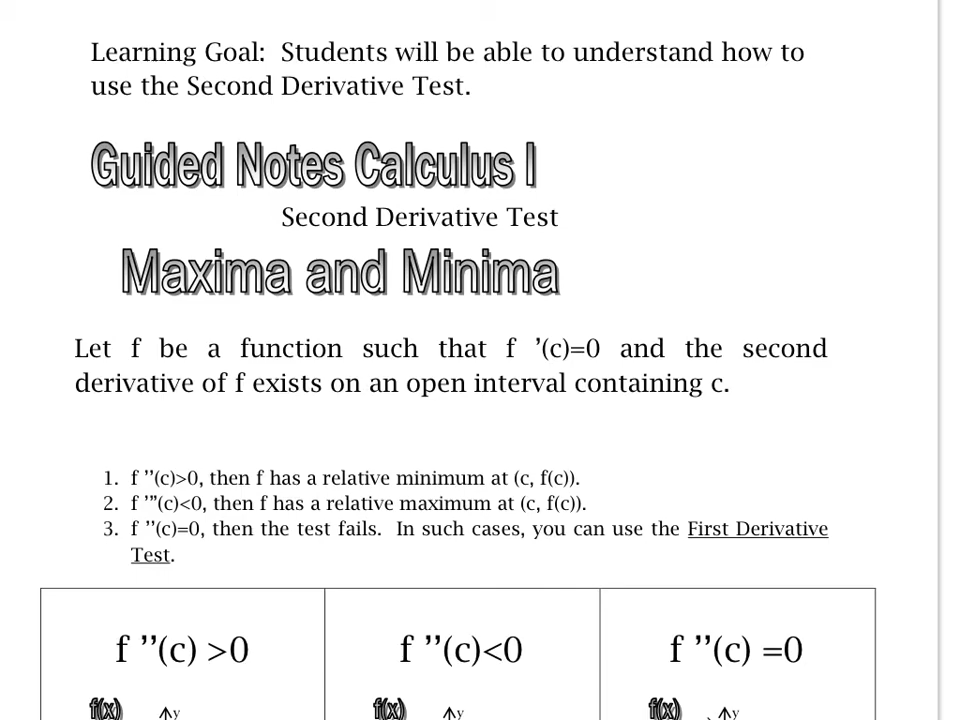 Learning Goal:  Students will be able to understand how to
use the Second Derivative Test.
Guided Notes Calculus I
Second Derivative Test
Maxima and Minima
Let f be a function such that f ’(c)=0 and the second
derivative of f exists on an open interval containing c.
1. f ’’(c)>0, then f has a relative minimum at (c, f(c)).
2. f ’’’(c)<0, then f has a relative maximum at (c, f(c)).
3. f ’’(c)=0, then the test fails.  In such cases, you can use the First Derivative
Test.
f ’’(c) >0
f ’’(c)<0
f ’’(c) =0
f(x) y
f(x) y
f(x) y